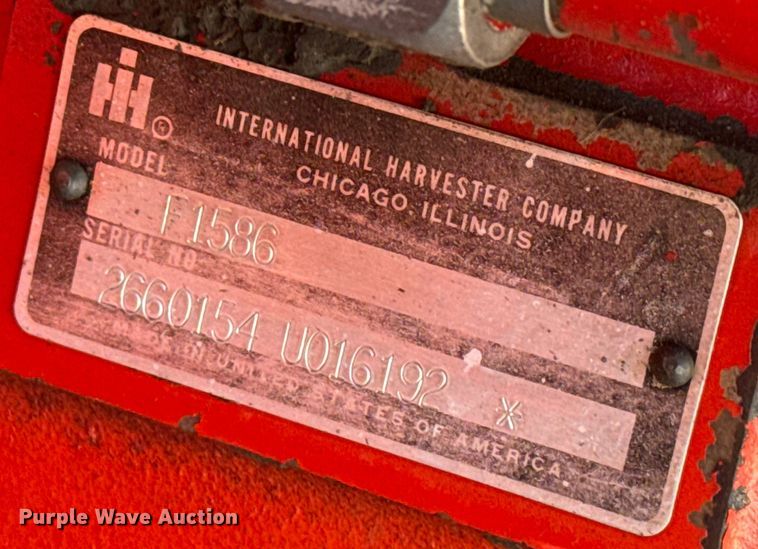 IH
INTERNATIONAL HARVESTER COMPANY
CHICAGO, ILLINOIS
MODEL
F1586
SERIAL NO
2660154 U016192 *
IN UNITED STATES OF AMERICA.
Purple Wave Auction